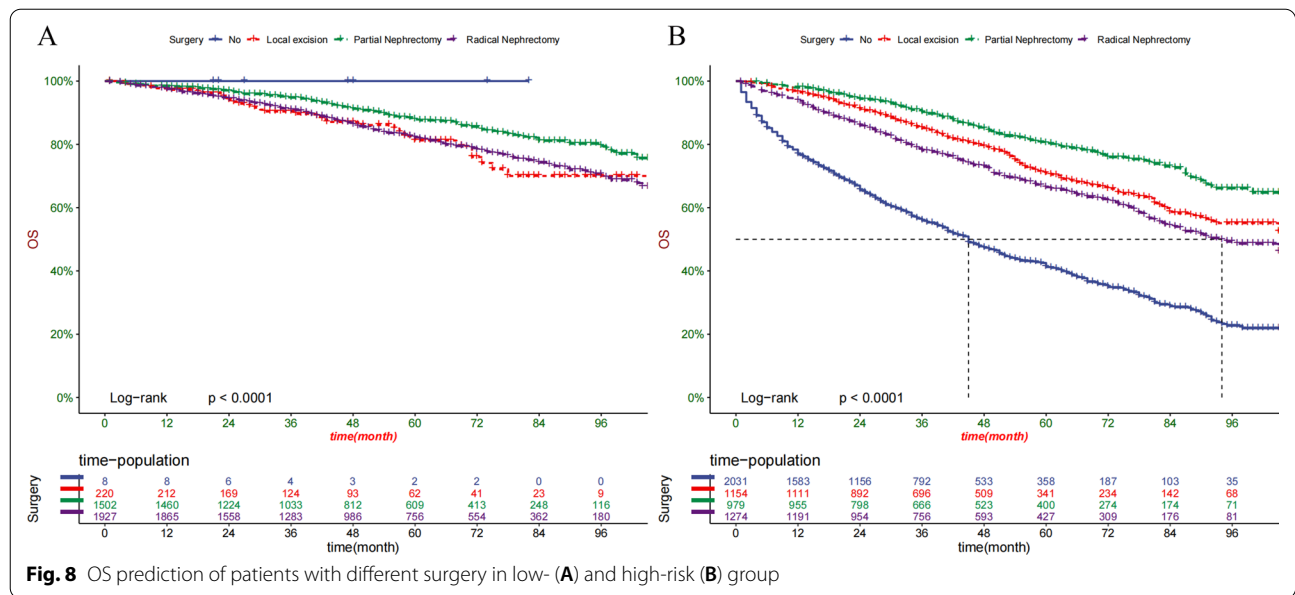 A
Surgery No Local excision Partial Nephrectomy Radical Nephrectomy
100%
80%
60%
40%
20%
0%
OS
Log−rank p < 0.0001
0 12 24 36 48 60 72 84 96
time(month)
time−population
Surgery
8 8 6 4 3 2 2 0 0
220 212 169 124 93 62 41 23 9
1502 1460 1224 1033 812 609 413 248 116
1927 1865 1558 1283 986 756 554 362 180
0 12 24 36 48 60 72 84 96
time(month)
B
Surgery No Local excision Partial Nephrectomy Radical Nephrectomy
100%
80%
60%
40%
20%
0%
OS
Log−rank p < 0.0001
0 12 24 36 48 60 72 84 96
time(month)
time−population
Surgery
2031 1583 1156 792 533 358 187 103 35
1154 1111 892 696 509 341 234 142 68
979 955 798 666 523 400 274 174 71
1274 1191 954 756 593 427 309 176 81
0 12 24 36 48 60 72 84 96
time(month)
Fig. 8 OS prediction of patients with different surgery in low- (A) and high-risk (B) group